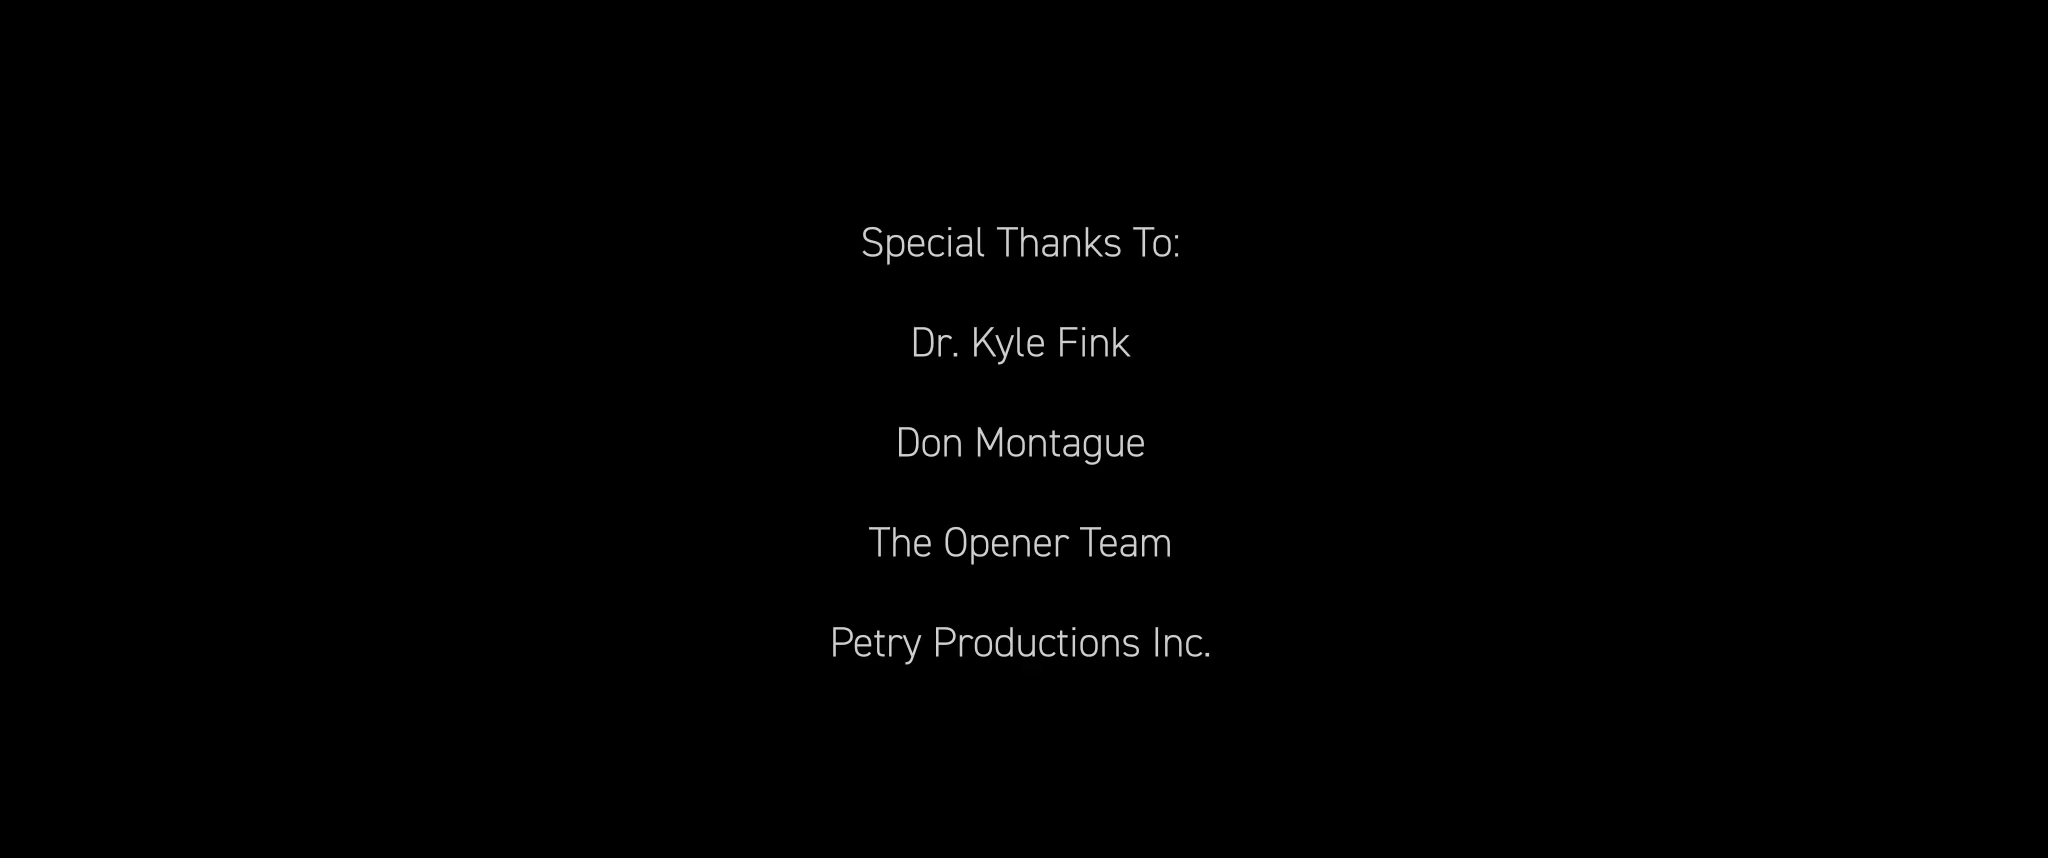 Special Thanks To:
Dr. Kyle Fink
Don Montague
The Opener Team
Petry Productions Inc.